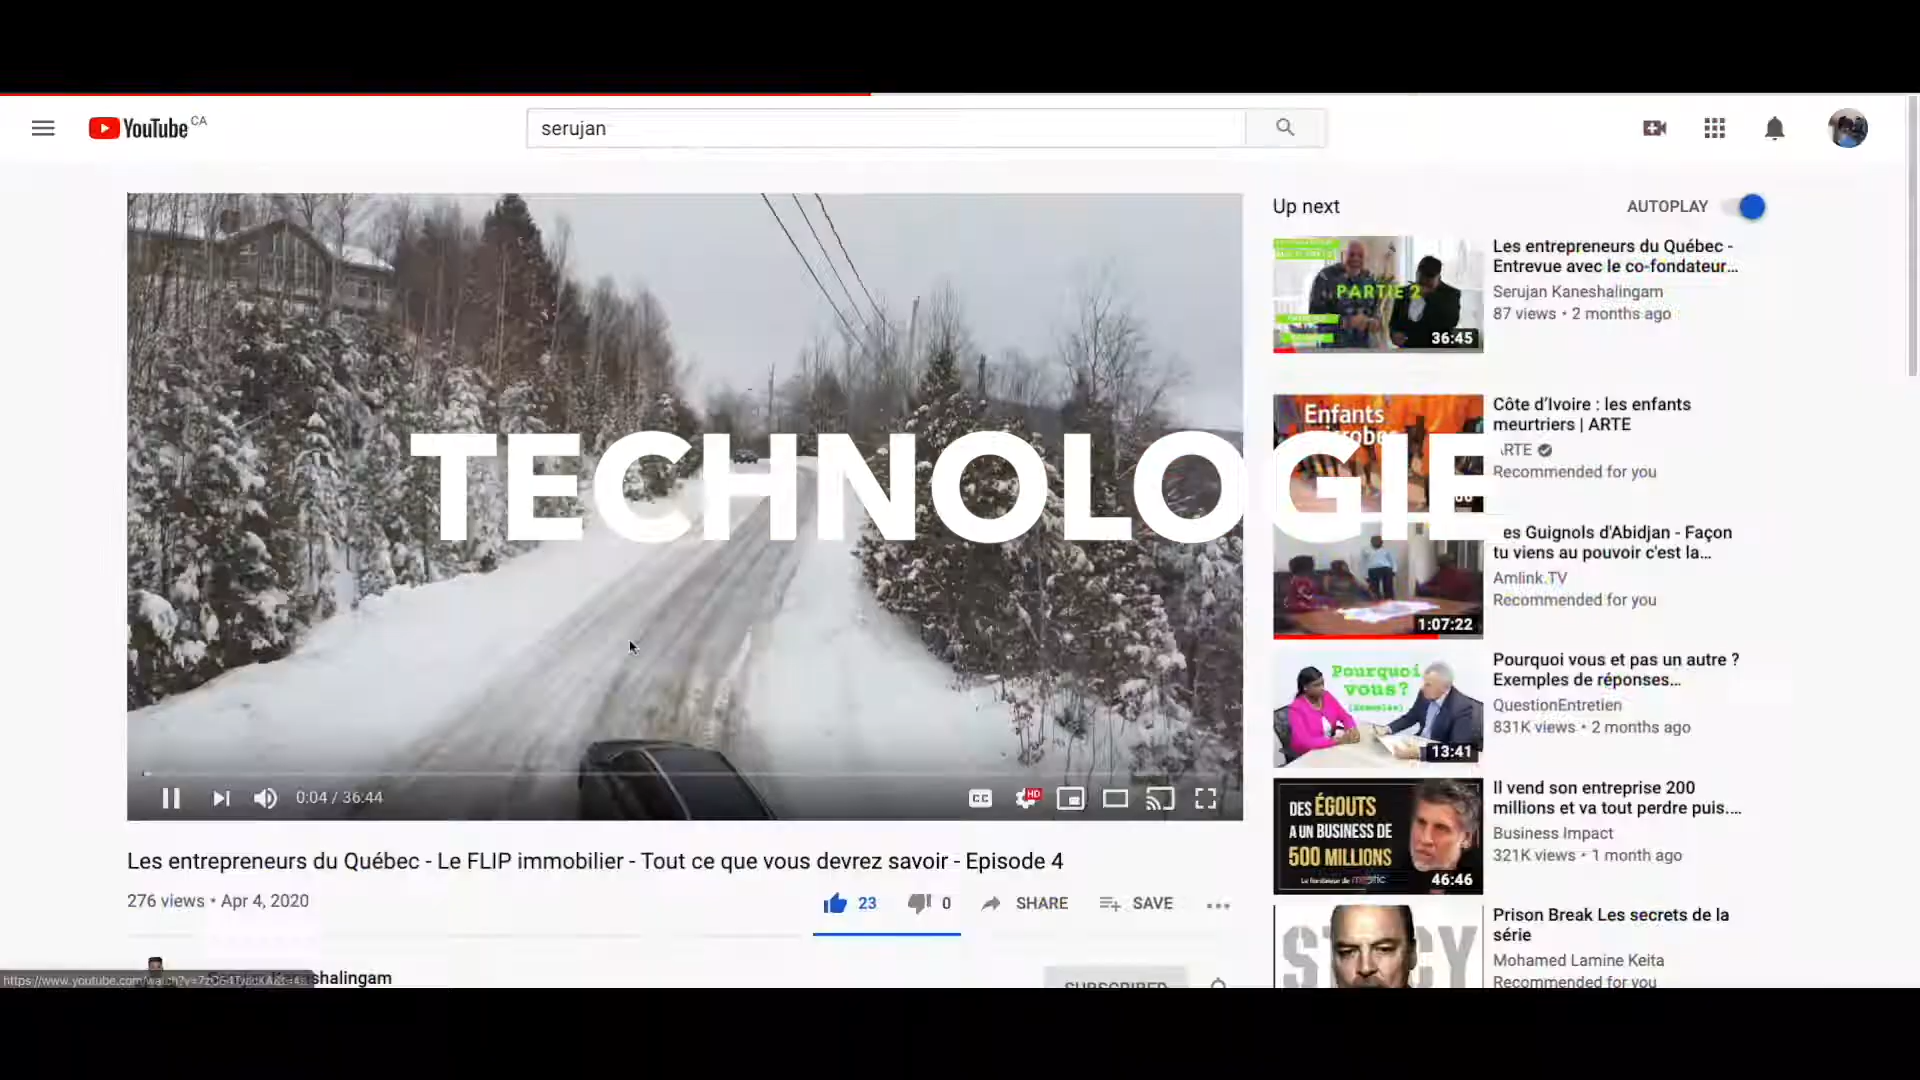 YouTube CA
serujan
Up next
AUTOPLAY
Les entrepreneurs du Québec -
Entrevue avec le co-fondateur...
Serujan Kaneshalingam
87 views • 2 months ago
PARTIE 2
36:45
Enfants
Côte d'Ivoire : les enfants
meurtriers | ARTE
Recommended for you
TECHNOLOGIE
es Guignols d'Abidjan - Façon
tu viens au pouvoir c'est la...
Amlink.TV
Recommended for you
1:07:22
Pourquoi
vous?
13:41
Pourquoi vous et pas un autre ?
Exemples de réponses...
QuestionEntretien
831K views • 2 months ago
DES ÉGOUTS
A UN BUSINESS DE
500 MILLIONS
46:46
Il vend son entreprise 200
millions et va tout perdre puis....
Business Impact
321K views • 1 month ago
Prison Break Les secrets de la
série
Mohamed Lamine Keita
Recommended for you
0:04 / 36:44
CC
HD
Les entrepreneurs du Québec - Le FLIP immobilier - Tout ce que vous devrez savoir - Episode 4
276 views • Apr 4, 2020
23
0
SHARE
SAVE
shalingam
SUBSCRIBED